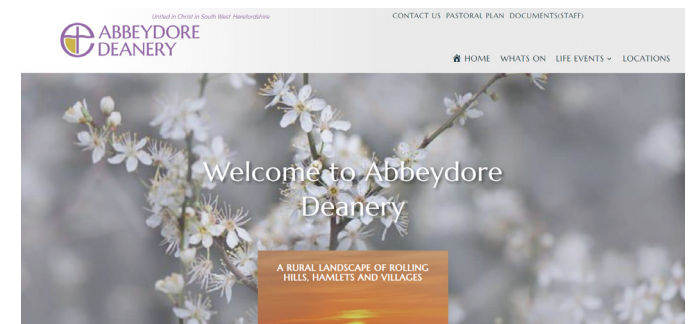 United in Christ in South West Herefordshire
CONTACT US PASTORAL PLAN DOCUMENTS(STAFF)
ABBEYDORE
DEANERY
HOME WHATS ON LIFE EVENTS LOCATIONS
Welcome to Abbeydore
Deanery
A RURAL LANDSCAPE OF ROLLING
HILLS, HAMLETS AND VILLAGES